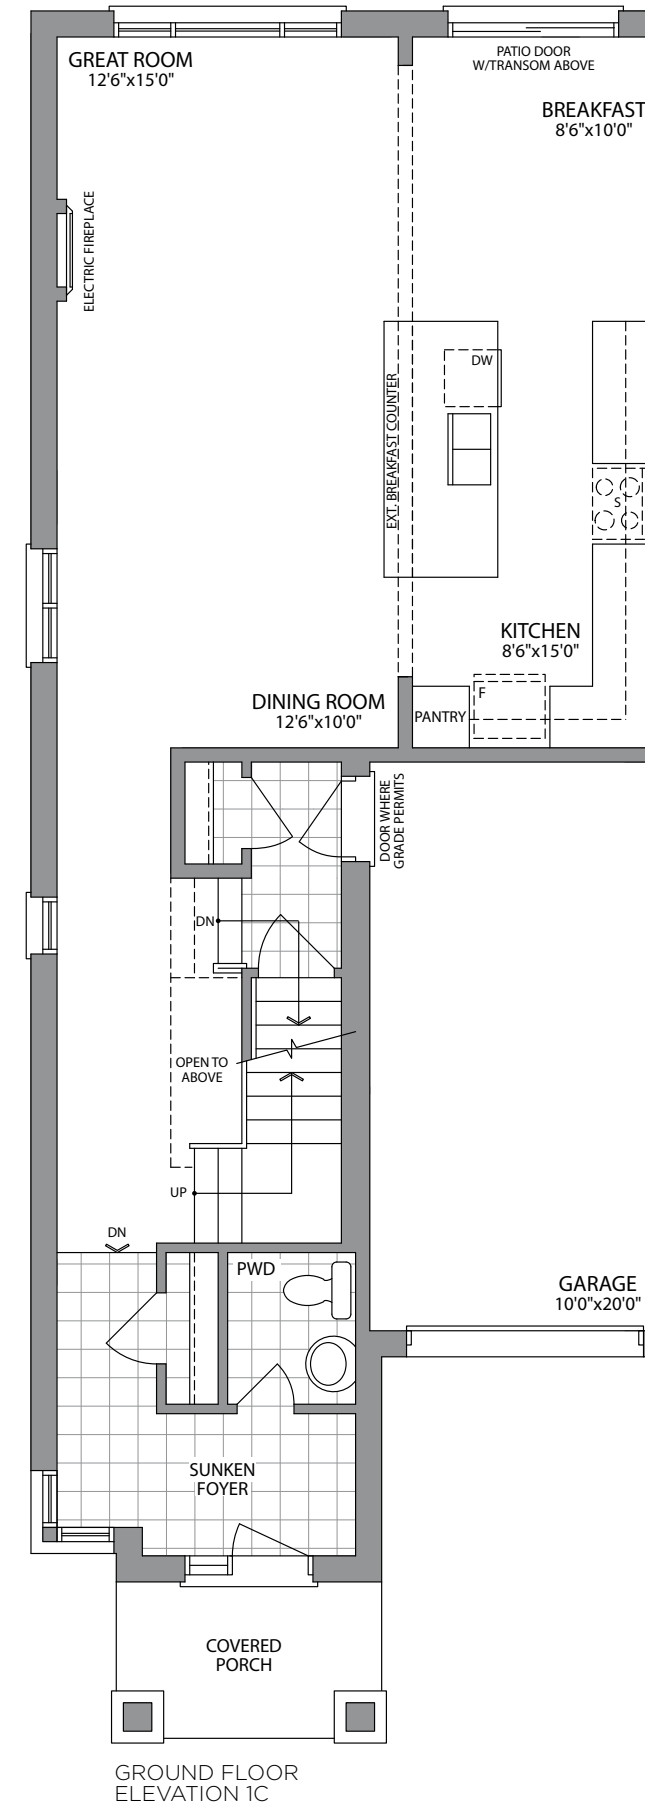 GREAT ROOM
12'6"x15'0"
PATIO DOOR
W/TRANSOM ABOVE
BREAKFAST
8'6"x10'0"
ELECTRIC FIREPLACE
DW
EXT. BREAKFAST COUNTER
S
KITCHEN
8'6"x15'0"
F
PANTRY
DINING ROOM
12'6"x10'0"
DOOR WHERE
GRADE PERMITS
DN
OPEN TO
ABOVE
UP
DN
PWD
GARAGE
10'0"x20'0"
SUNKEN
FOYER
COVERED
PORCH
GROUND FLOOR
ELEVATION 1C